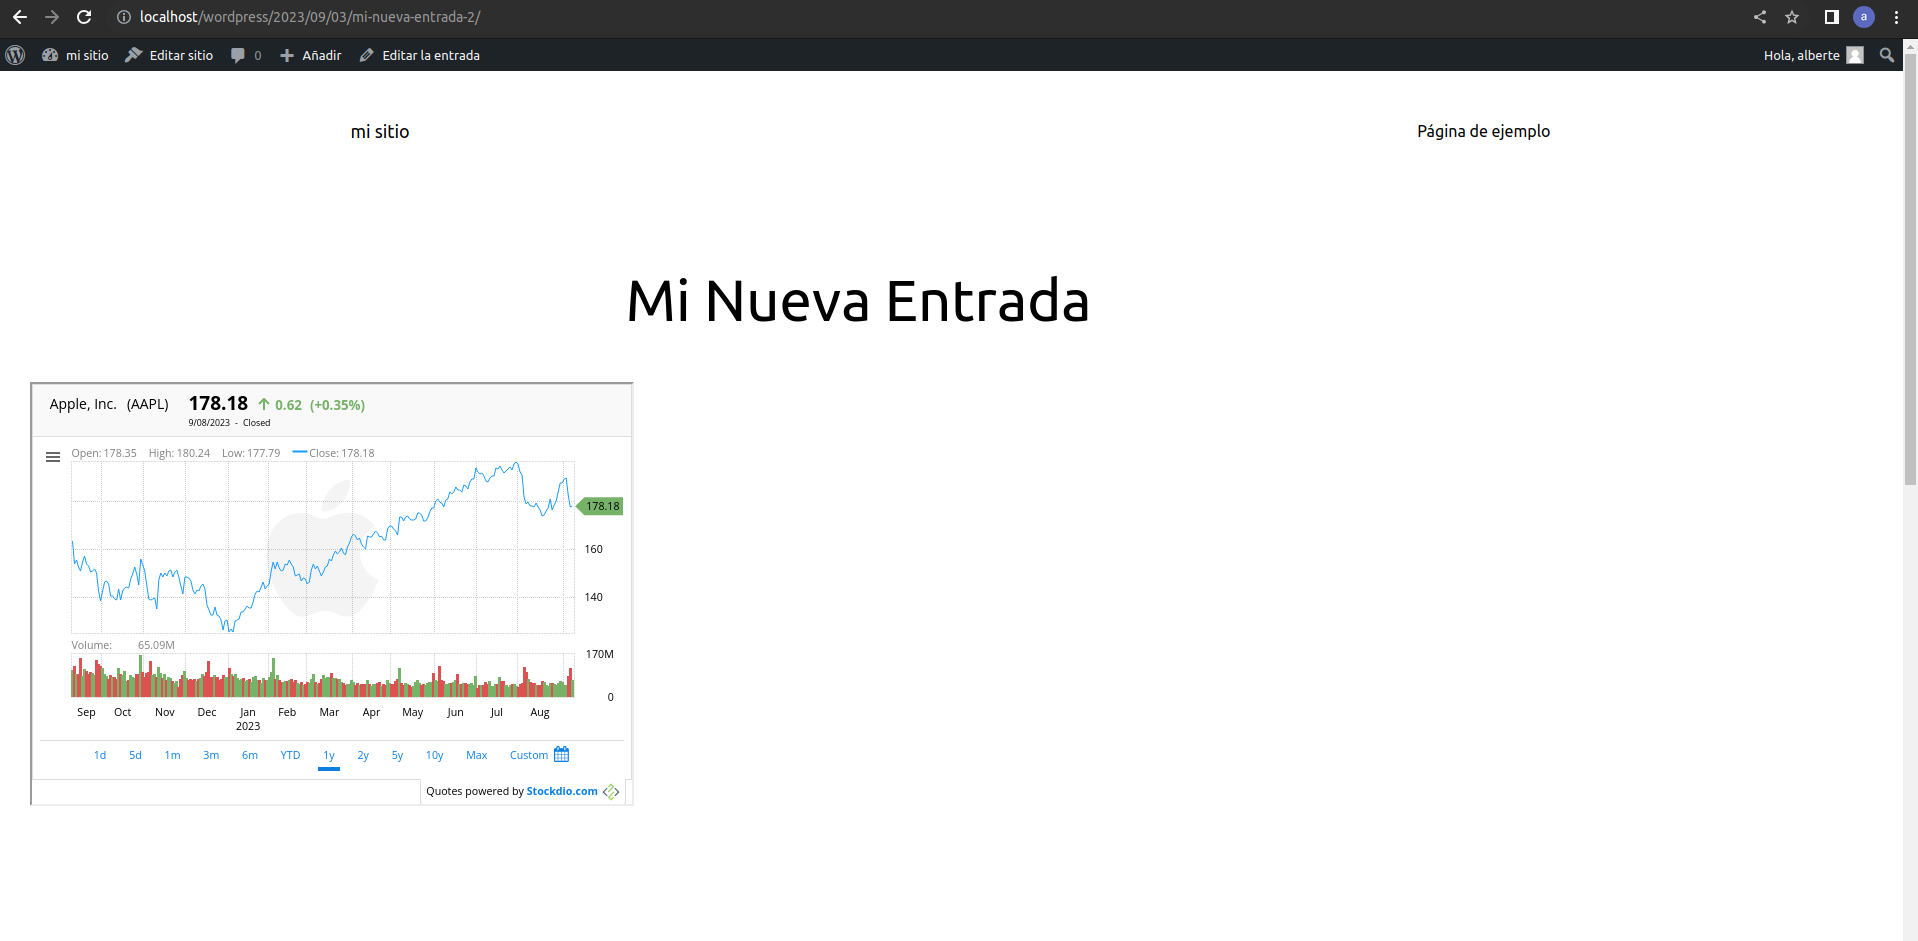 localhost/wordpress/2023/09/03/mi-nueva-entrada-2/
a
mi sitio Editar sitio 0 Añadir Editar la entrada Hola, alberte
mi sitio Página de ejemplo
Mi Nueva Entrada
Apple, Inc. (AAPL) 178.18 0.62 (+0.35%)
9/08/2023 - Closed
Open: 178.35 High: 180.24 Low: 177.79 Close: 178.18
178.18
160
140
Volume: 65.09M
170M
0
Sep Oct Nov Dec Jan Feb Mar Apr May Jun Jul Aug
2023
1d 5d 1m 3m 6m YTD 1y 2y 5y 10y Max Custom
Quotes powered by Stockdio.com